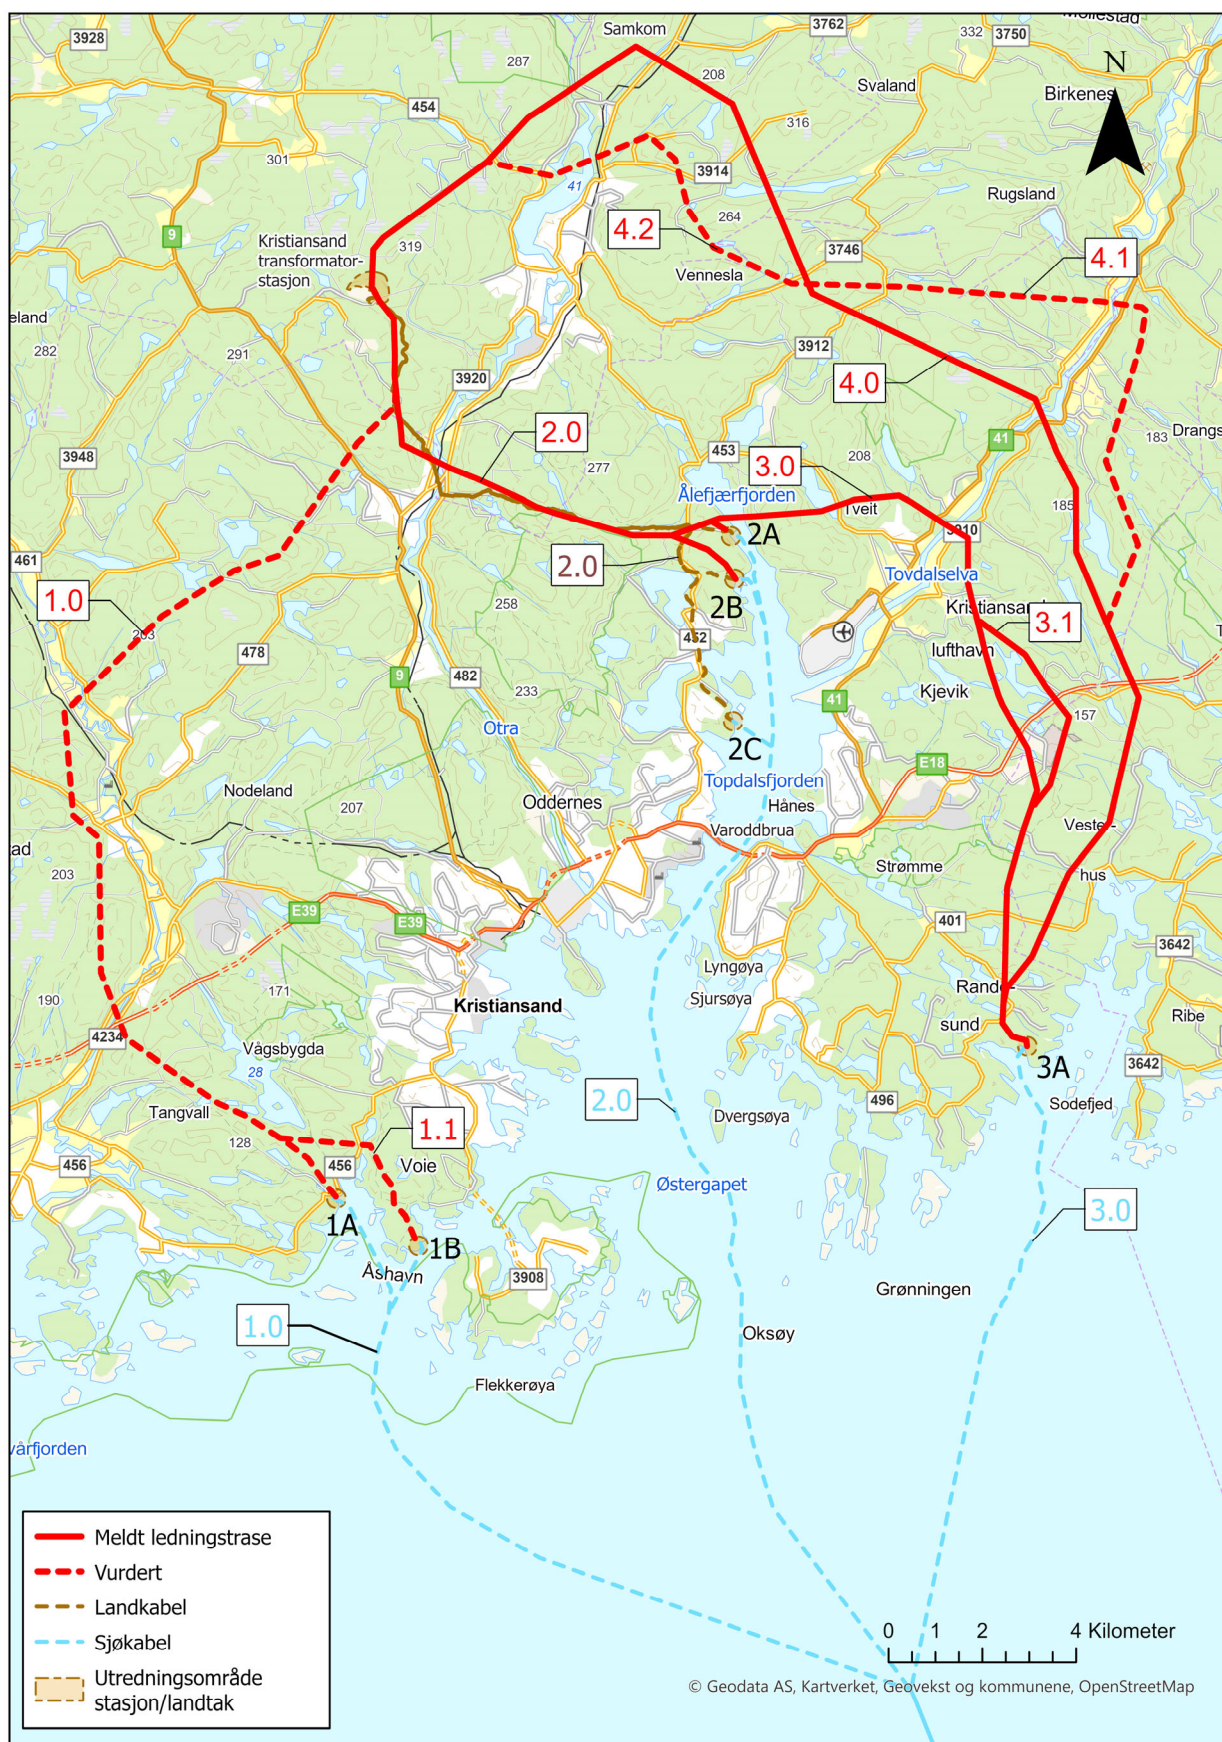 Samkom
3762
Mollestad
3928
3750
332
287
208
N
Svaland
Birkenes
454
316
301
3914
41
Rugsland
9
264
4.2
Kristiansand
transformator-
stasjon
319
3746
4.1
Vennesla
eland
282
291
3912
3920
4.0
2.0
183
Drangs
3948
453
41
277
3.0
208
Ålefjærfjorden
185
Tveit
461
2A
3910
2.0
Tovdalselva
1.0
2B
258
Kristiansand
lufthavn
3.1
203
452
478
9
482
233
Kjevik
41
157
Otra
2C
E18
Topdalsfjorden
Nodeland
Oddernes
Hånes
207
Varoddbrua
Vester-
hus
ad
203
Strømme
E39
E39
401
3642
Lyngøya
171
Rande-
sund
190
Sjursøya
Kristiansand
Ribe
4234
Vågsbygda
28
3A
3642
2.0
Tangvall
Dvergsøya
496
Sodefjed
128
1.1
456
456
Voie
Østergapet
1A
3.0
1B
Åshavn
3908
Grønningen
1.0
Oksøy
Flekkerøya
vårfjorden
Meldt ledningstrase
Vurdert
Landkabel
Sjøkabel
Utredningsområde
stasjon/landtak
0 1 2 4 Kilometer
© Geodata AS, Kartverket, Geovekst og kommunene, OpenStreetMap